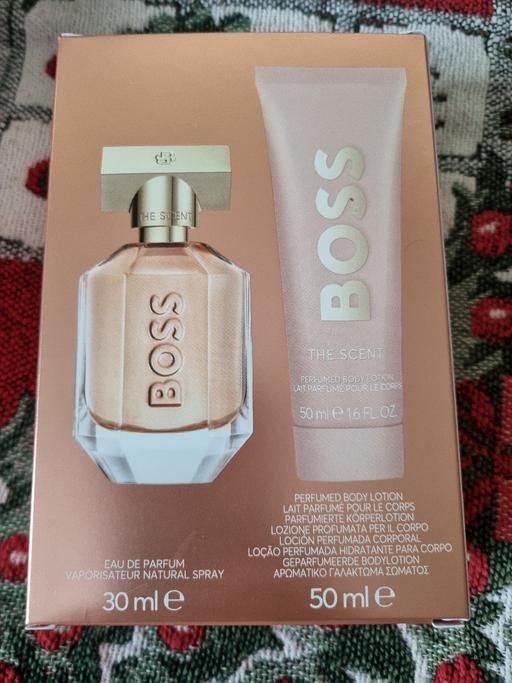 THE SCENT
BOSS
EAU DE PARFUM
VAPORISATEUR NATURAL SPRAY
30 ml ℮
BOSS
THE SCENT
PERFUMED BODY LOTION
LAIT PARFUMÉ POUR LE CORPS
50 ml ℮ 1.6 FL. OZ.
PERFUMED BODY LOTION
LAIT PARFUMÉ POUR LE CORPS
PARFÜMIERTE KÖRPERLOTION
LOZIONE PROFUMATA PER IL CORPO
LOCIÓN PERFUMADA CORPORAL
LOÇÃO PERFUMADA HIDRATANTE PARA CORPO
GEPARFUMEERDE BODYLOTION
ΑΡΩΜΑΤΙΚΟ ΓΑΛΑΚΤΩΜΑ ΣΩΜΑΤΟΣ
50 ml ℮